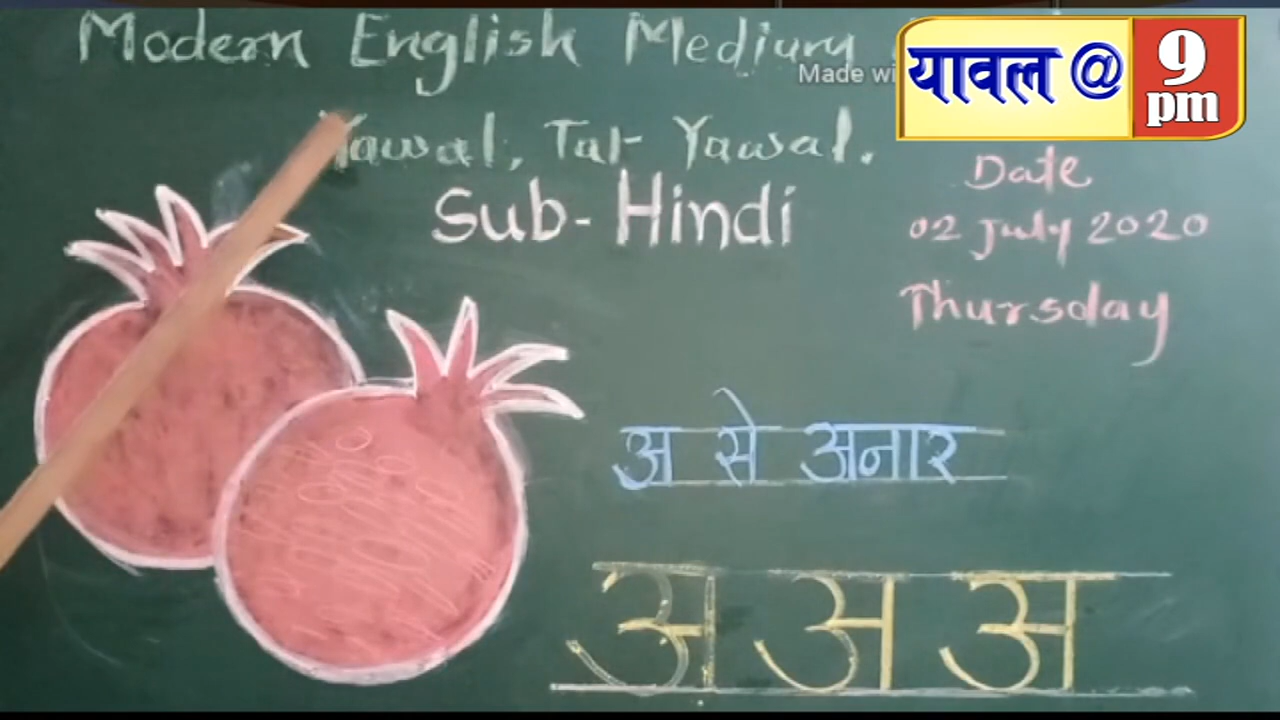 Modern English Medium
Made wi
यावल @ 9 pm
Yawal, Tal- Yawal.
Sub- Hindi
Date
02 July 2020
Thursday
अ से अनार
अ अ अ